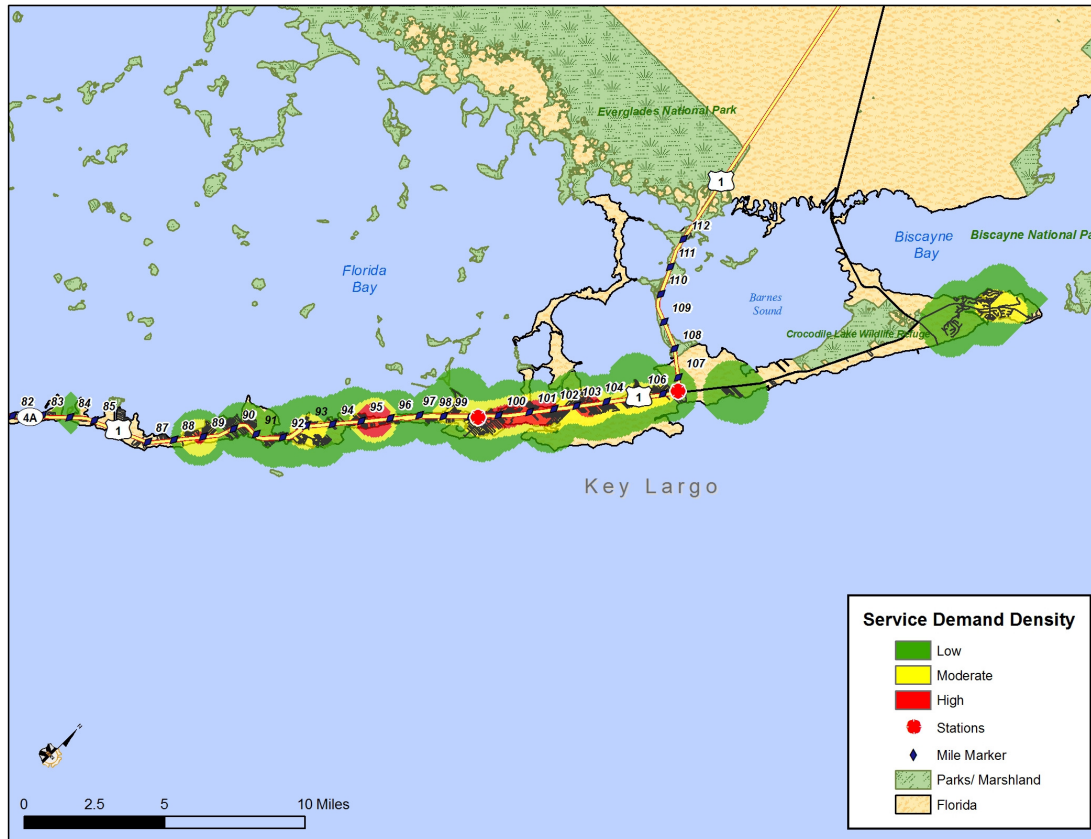 Everglades National Park
1
112
111
110
109
108
107
Florida
Bay
Biscayne
Bay
Biscayne National Pa
Barnes
Sound
Crocodile Lake Wildlife Refuge
82
83
84
85
4A
1
87
88
89
90
91
92
93
94
95
96
97
98
99
100
101
102
103
104
1
106
Key Largo
Service Demand Density
Low
Moderate
High
Stations
Mile Marker
Parks/ Marshland
Florida
0 2.5 5 10 Miles